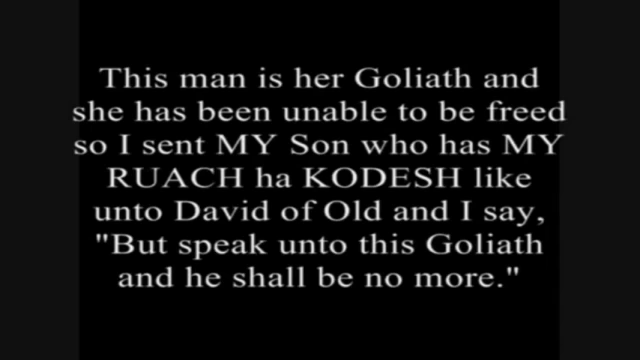 This man is her Goliath and
she has been unable to be freed
so I sent MY Son who has MY
RUACH ha KODESH like
unto David of Old and I say,
"But speak unto this Goliath
and he shall be no more."